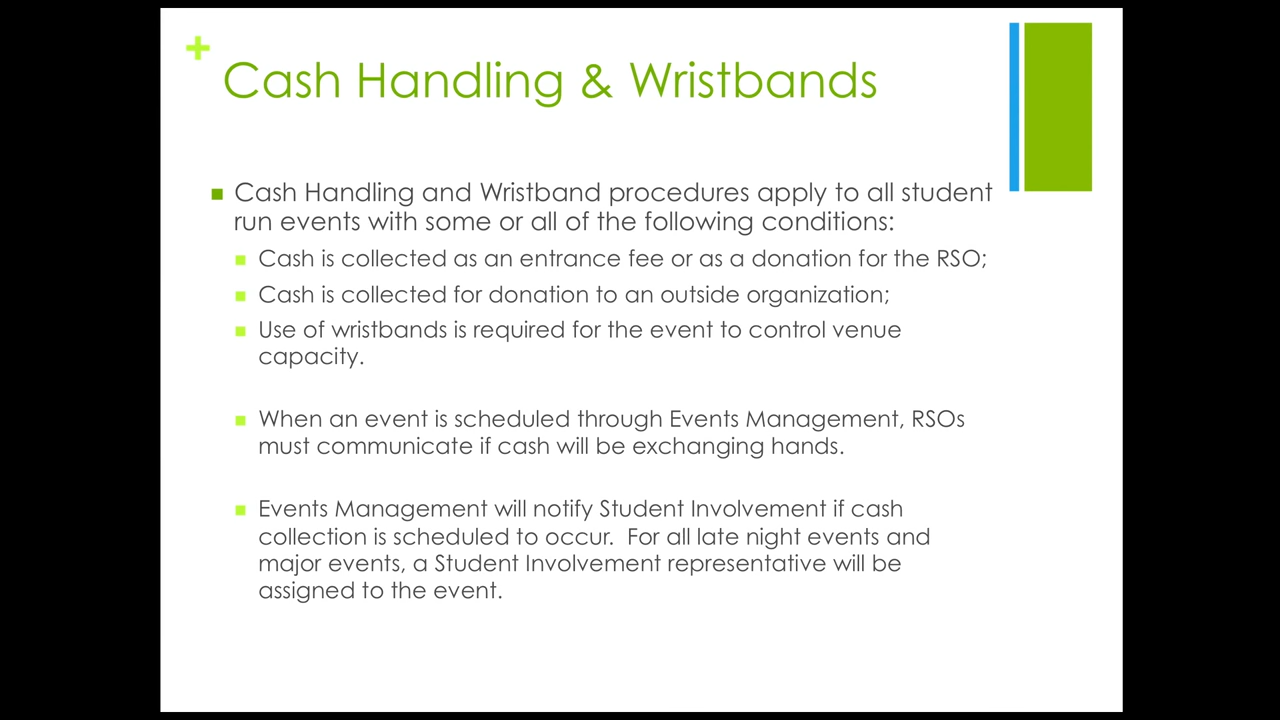 +
Cash Handling & Wristbands
Cash Handling and Wristband procedures apply to all student
run events with some or all of the following conditions:
Cash is collected as an entrance fee or as a donation for the RSO;
Cash is collected for donation to an outside organization;
Use of wristbands is required for the event to control venue
capacity.
When an event is scheduled through Events Management, RSOs
must communicate if cash will be exchanging hands.
Events Management will notify Student Involvement if cash
collection is scheduled to occur.  For all late night events and
major events, a Student Involvement representative will be
assigned to the event.